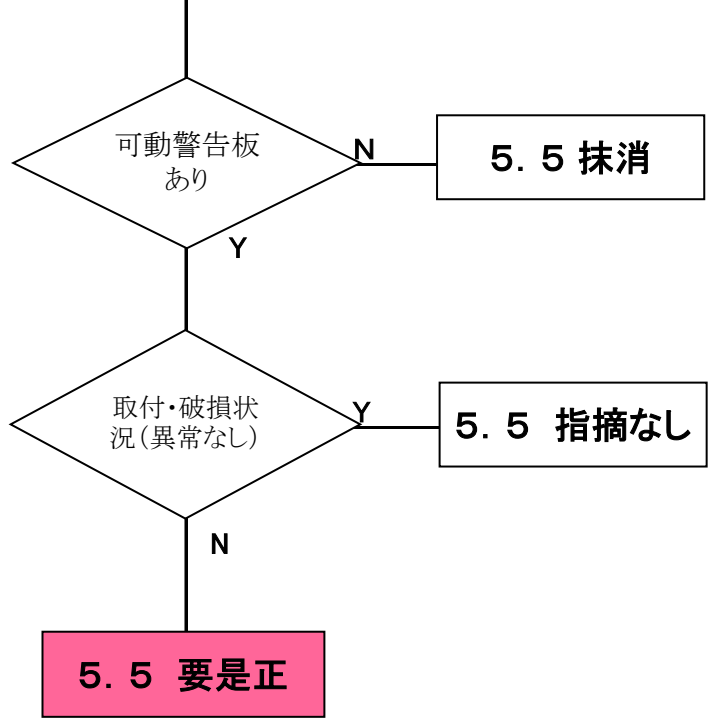 可動警告板
あり
N
5．5 抹消
Y
取付・破損状
況（異常なし）
Y
5．5　指摘なし
N
5．5　要是正